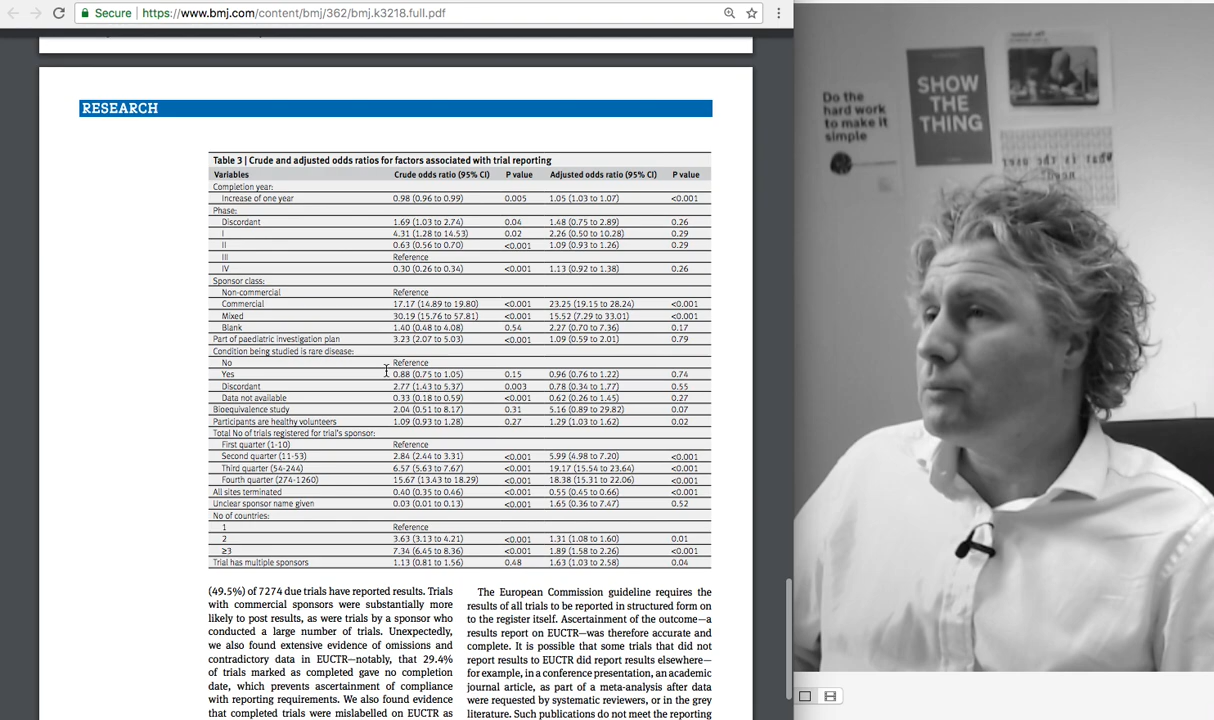 Secure https://www.bmj.com/content/bmj/362/bmj.k3218.full.pdf
RESEARCH
Table 3 | Crude and adjusted odds ratios for factors associated with trial reporting
Variables Crude odds ratio (95% CI) P value Adjusted odds ratio (95% CI) P value
Completion year:
Increase of one year 0.98 (0.96 to 0.99) 0.005 1.05 (1.03 to 1.07) <0.001
Phase:
Discordant 1.69 (1.03 to 2.74) 0.04 1.48 (0.75 to 2.89) 0.26
I 4.31 (1.28 to 14.53) 0.02 2.26 (0.50 to 10.28) 0.29
II 0.63 (0.56 to 0.70) <0.001 1.09 (0.93 to 1.26) 0.29
III Reference
IV 0.30 (0.26 to 0.34) <0.001 1.13 (0.92 to 1.38) 0.26
Sponsor class:
Non-commercial Reference
Commercial 17.17 (14.89 to 19.80) <0.001 23.25 (19.15 to 28.24) <0.001
Mixed 30.19 (15.76 to 57.81) <0.001 15.52 (7.29 to 33.01) <0.001
Blank 1.40 (0.48 to 4.08) 0.54 2.27 (0.70 to 7.36) 0.17
Part of paediatric investigation plan 3.23 (2.07 to 5.03) <0.001 1.09 (0.59 to 2.01) 0.79
Condition being studied is rare disease:
No Reference
Yes 0.88 (0.75 to 1.05) 0.15 0.96 (0.76 to 1.22) 0.74
Discordant 2.77 (1.43 to 5.37) 0.003 0.78 (0.34 to 1.77) 0.55
Data not available 0.33 (0.18 to 0.59) <0.001 0.62 (0.26 to 1.45) 0.27
Bioequivalence study 2.04 (0.51 to 8.17) 0.31 5.16 (0.89 to 29.82) 0.07
Participants are healthy volunteers 1.09 (0.93 to 1.28) 0.27 1.29 (1.03 to 1.62) 0.02
Total No of trials registered for trial's sponsor:
First quarter (1-10) Reference
Second quarter (11-53) 2.84 (2.44 to 3.31) <0.001 5.99 (4.98 to 7.20) <0.001
Third quarter (54-244) 6.57 (5.63 to 7.67) <0.001 19.17 (15.54 to 23.64) <0.001
Fourth quarter (274-1260) 15.67 (13.43 to 18.29) <0.001 18.38 (15.31 to 22.06) <0.001
All sites terminated 0.40 (0.35 to 0.46) <0.001 0.55 (0.45 to 0.66) <0.001
Unclear sponsor name given 0.03 (0.01 to 0.13) <0.001 1.65 (0.36 to 7.47) 0.52
No of countries:
1 Reference
2 3.63 (3.13 to 4.21) <0.001 1.31 (1.08 to 1.60) 0.01
≥3 7.34 (6.45 to 8.36) <0.001 1.89 (1.58 to 2.26) <0.001
Trial has multiple sponsors 1.13 (0.81 to 1.56) 0.48 1.63 (1.03 to 2.58) 0.04
(49.5%) of 7274 due trials have reported results. Trials
with commercial sponsors were substantially more
likely to post results, as were trials by a sponsor who
conducted a large number of trials. Unexpectedly,
we also found extensive evidence of omissions and
contradictory data in EUCTR—notably, that 29.4%
of trials marked as completed gave no completion
date, which prevents ascertainment of compliance
with reporting requirements. We also found evidence
that completed trials were mislabelled on EUCTR as
The European Commission guideline requires the
results of all trials to be reported in structured form on
to the register itself. Ascertainment of the outcome—a
results report on EUCTR—was therefore accurate and
complete. It is possible that some trials that did not
report results to EUCTR did report results elsewhere—
for example, in a conference presentation, an academic
journal article, as part of a meta-analysis after data
were requested by systematic reviewers, or in the grey
literature. Such publications do not meet the reporting
Do the
hard work
to make it
simple
SHOW
THE
THING